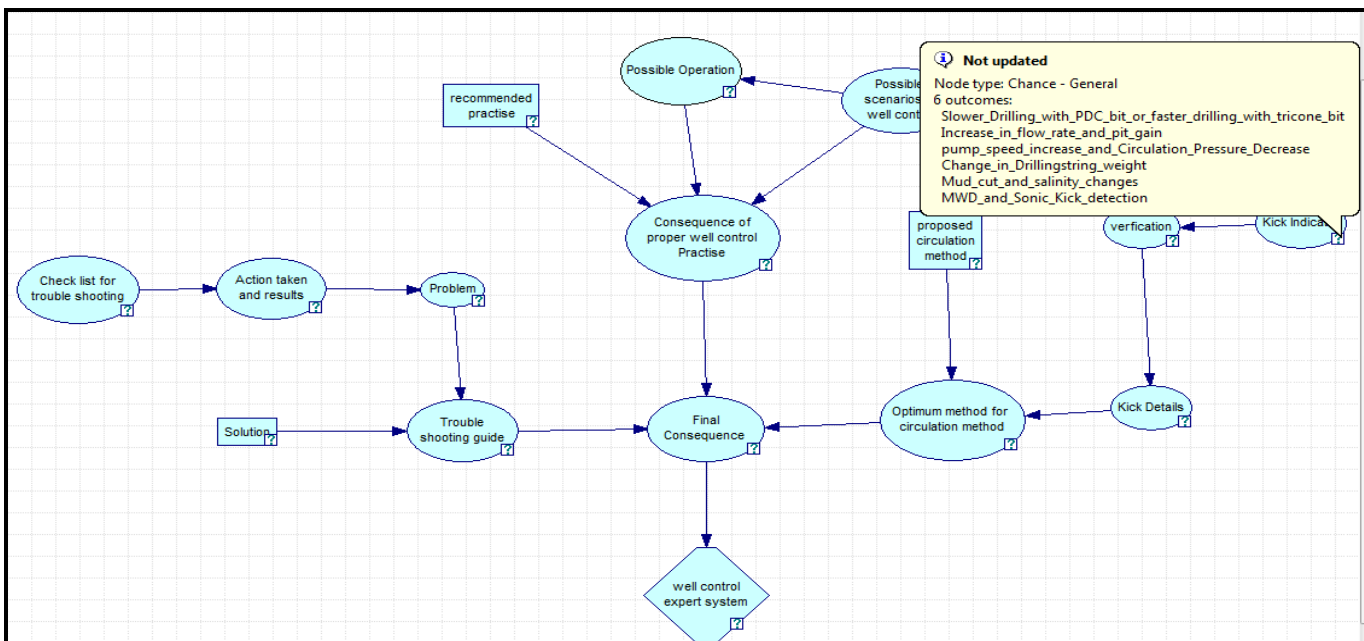 Possible Operation
?
recommended
practise
?
Possible
scenarios
well cont
Not updated
Node type: Chance - General
6 outcomes:
Slower_Drilling_with_PDC_bit_or_faster_drilling_with_tricone_bit
Increase_in_flow_rate_and_pit_gain
pump_speed_increase_and_Circulation_Pressure_Decrease
Change_in_Drillingstring_weight
Mud_cut_and_salinity_changes
MWD_and_Sonic_Kick_detection
Consequence of
proper well control
Practise
?
proposed
circulation
method
?
verfication
?
Kick Indica
?
Check list for
trouble shooting
?
Action taken
and results
?
Problem
?
Solution
?
Trouble
shooting guide
?
Final
Consequence
?
Optimum method for
circulation method
?
Kick Details
?
well control
expert system
?